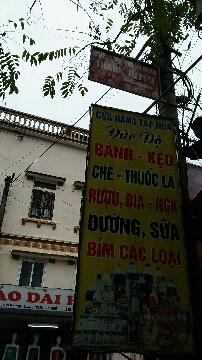 CỬA HÀNG TẠP HÓA
Đức Độ
BÁNH - KẸO
CHÈ - THUỐC LÁ
RƯỢU, BIA - NGK
ĐƯỜNG, SỮA
BỈM CÁC LOẠI
ÁO DÀI